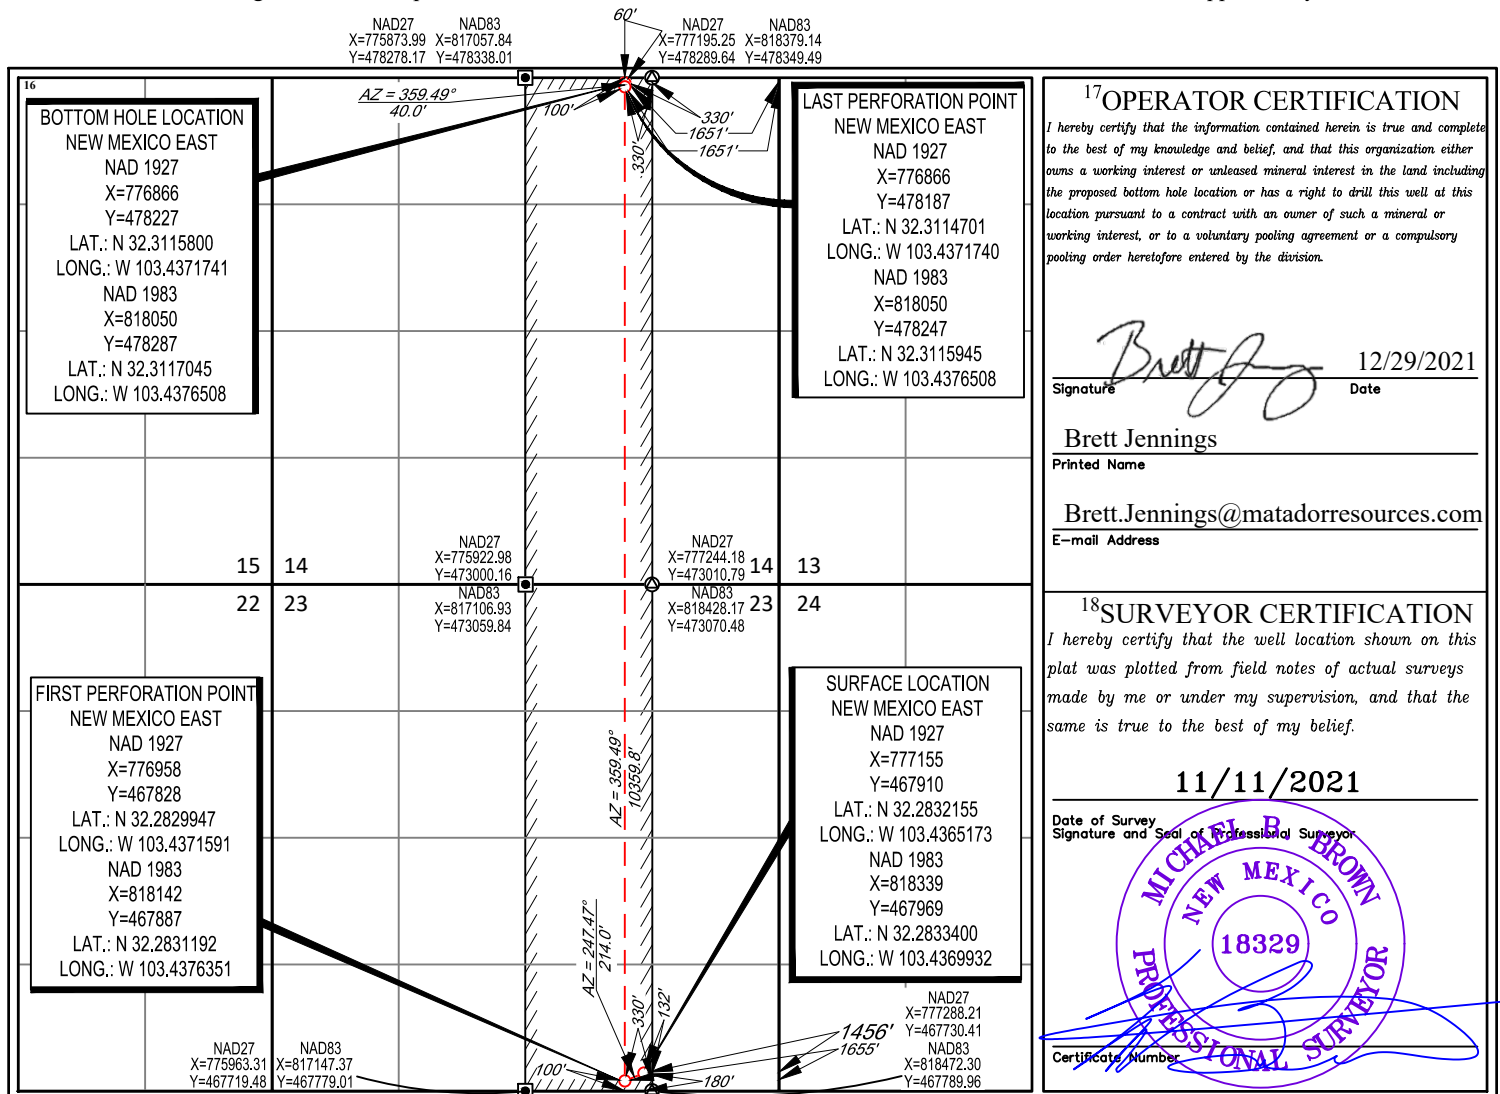 60'
NAD27
X=775873.99
Y=478278.17
NAD83
X=817057.84
Y=478338.01
NAD27
X=777195.25
Y=478289.64
NAD83
X=818379.14
Y=478349.49
16
BOTTOM HOLE LOCATION
NEW MEXICO EAST
NAD 1927
X=776866
Y=478227
LAT.: N 32.3115800
LONG.: W 103.4371741
NAD 1983
X=818050
Y=478287
LAT.: N 32.3117045
LONG.: W 103.4376508
AZ = 359.49°
40.0'
100'
330'
1651'
1651'
330'
LAST PERFORATION POINT
NEW MEXICO EAST
NAD 1927
X=776866
Y=478187
LAT.: N 32.3114701
LONG.: W 103.4371740
NAD 1983
X=818050
Y=478247
LAT.: N 32.3115945
LONG.: W 103.4376508
15 14
22 23
NAD27
X=775922.98
Y=473000.16
NAD83
X=817106.93
Y=473059.84
NAD27
X=777244.18
Y=473010.79
NAD83
X=818428.17
Y=473070.48
14 13
23 24
FIRST PERFORATION POINT
NEW MEXICO EAST
NAD 1927
X=776958
Y=467828
LAT.: N 32.2829947
LONG.: W 103.4371591
NAD 1983
X=818142
Y=467887
LAT.: N 32.2831192
LONG.: W 103.4376351
AZ = 359.49°
10359.8'
AZ = 247.47°
214.0'
330'
132'
SURFACE LOCATION
NEW MEXICO EAST
NAD 1927
X=777155
Y=467910
LAT.: N 32.2832155
LONG.: W 103.4365173
NAD 1983
X=818339
Y=467969
LAT.: N 32.2833400
LONG.: W 103.4369932
NAD27
X=775963.31
Y=467719.48
NAD83
X=817147.37
Y=467779.01
100'
180'
1456'
1655'
NAD27
X=777288.21
Y=467730.41
NAD83
X=818472.30
Y=467789.96
17OPERATOR CERTIFICATION
I hereby certify that the information contained herein is true and complete
to the best of my knowledge and belief, and that this organization either
owns a working interest or unleased mineral interest in the land including
the proposed bottom hole location or has a right to drill this well at this
location pursuant to a contract with an owner of such a mineral or
working interest, or to a voluntary pooling agreement or a compulsory
pooling order heretofore entered by the division.
12/29/2021
Signature Date
Brett Jennings
Printed Name
Brett.Jennings@matadorresources.com
E-mail Address
18SURVEYOR CERTIFICATION
I hereby certify that the well location shown on this
plat was plotted from field notes of actual surveys
made by me or under my supervision, and that the
same is true to the best of my belief.
11/11/2021
Date of Survey
Signature and Seal of Professional Surveyor
MICHAEL B. BROWN
NEW MEXICO
18329
PROFESSIONAL SURVEYOR
Certificate Number